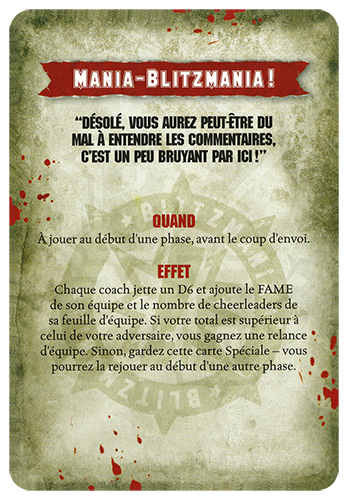 MANIA-BLITZMANIA !
“DÉSOLÉ, VOUS AUREZ PEUT-ÊTRE DU
MAL À ENTENDRE LES COMMENTAIRES,
C'EST UN PEU BRUYANT PAR ICI !”
QUAND
À jouer au début d'une phase, avant le coup d'envoi.
EFFET
Chaque coach jette un D6 et ajoute le FAME
de son équipe et le nombre de cheerleaders de
sa feuille d'équipe. Si votre total est supérieur à
celui de votre adversaire, vous gagnez une relance
d'équipe. Sinon, gardez cette carte Spéciale – vous
pourrez la rejouer au début d'une autre phase.